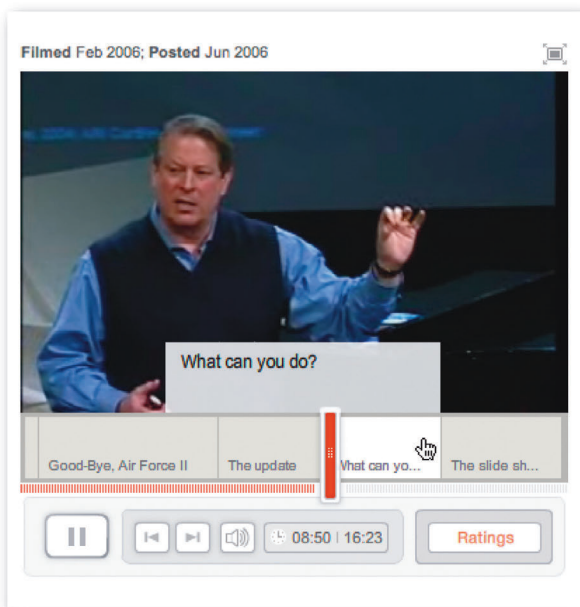 Filmed Feb 2006; Posted Jun 2006
What can you do?
Good-Bye, Air Force II
The update
What can yo...
The slide sh...
08:50 | 16:23
Ratings